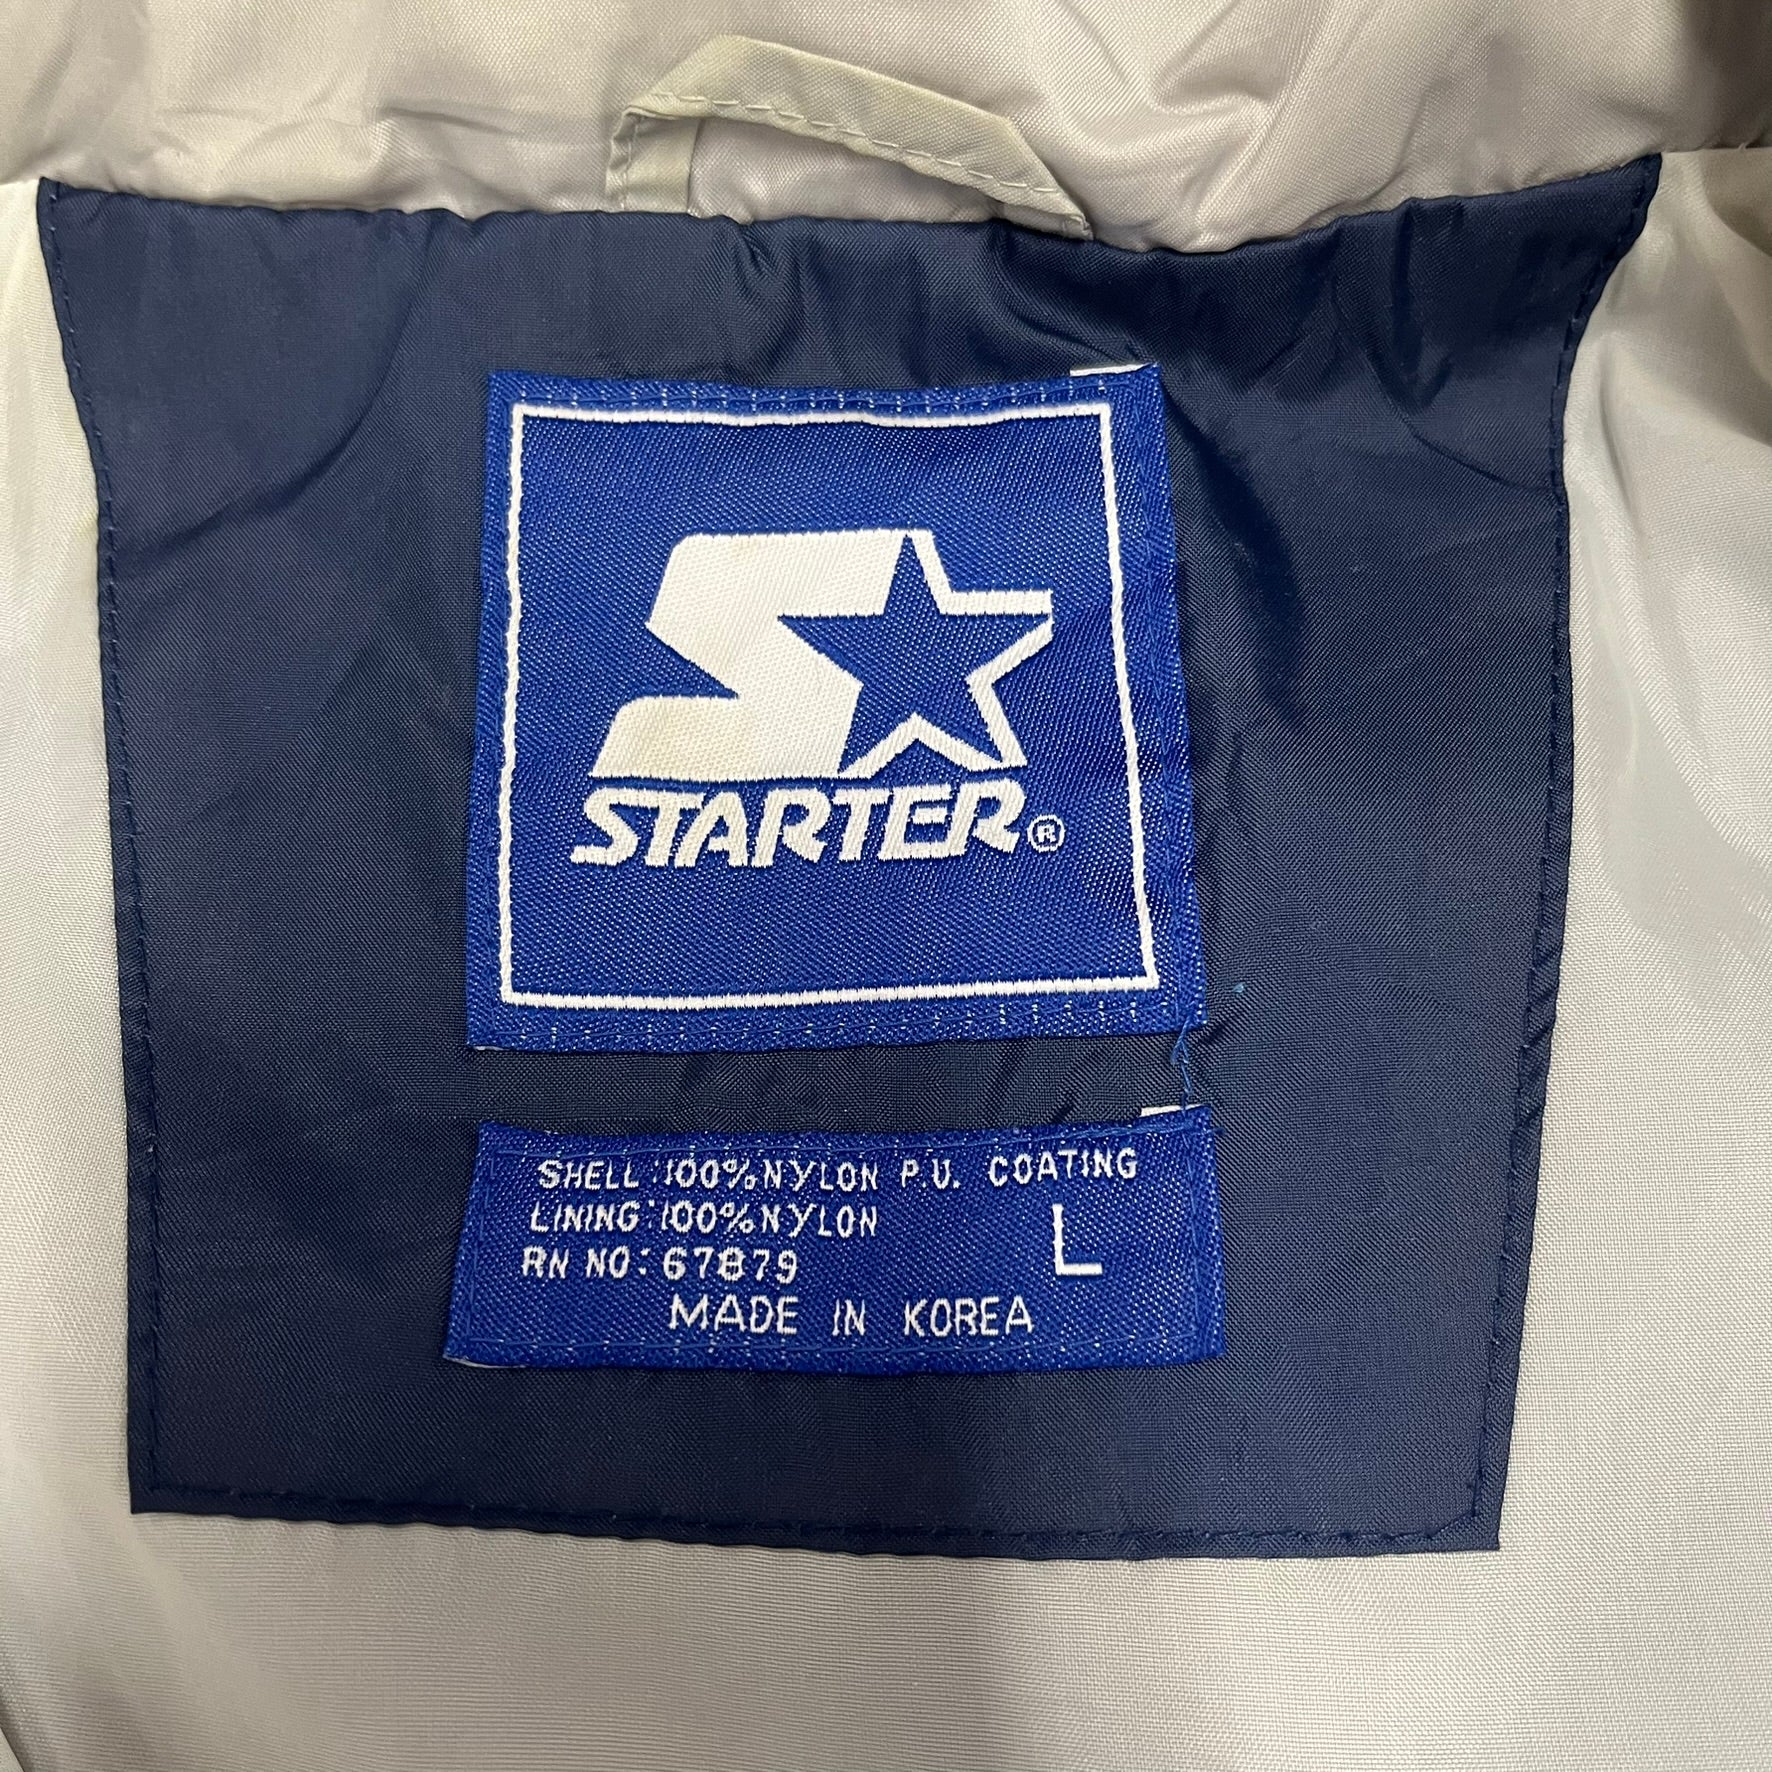 STARTER®
SHELL:100%NYLON P.U. COATING
LINING:100%NYLON
RN NO:67879
L
MADE IN KOREA